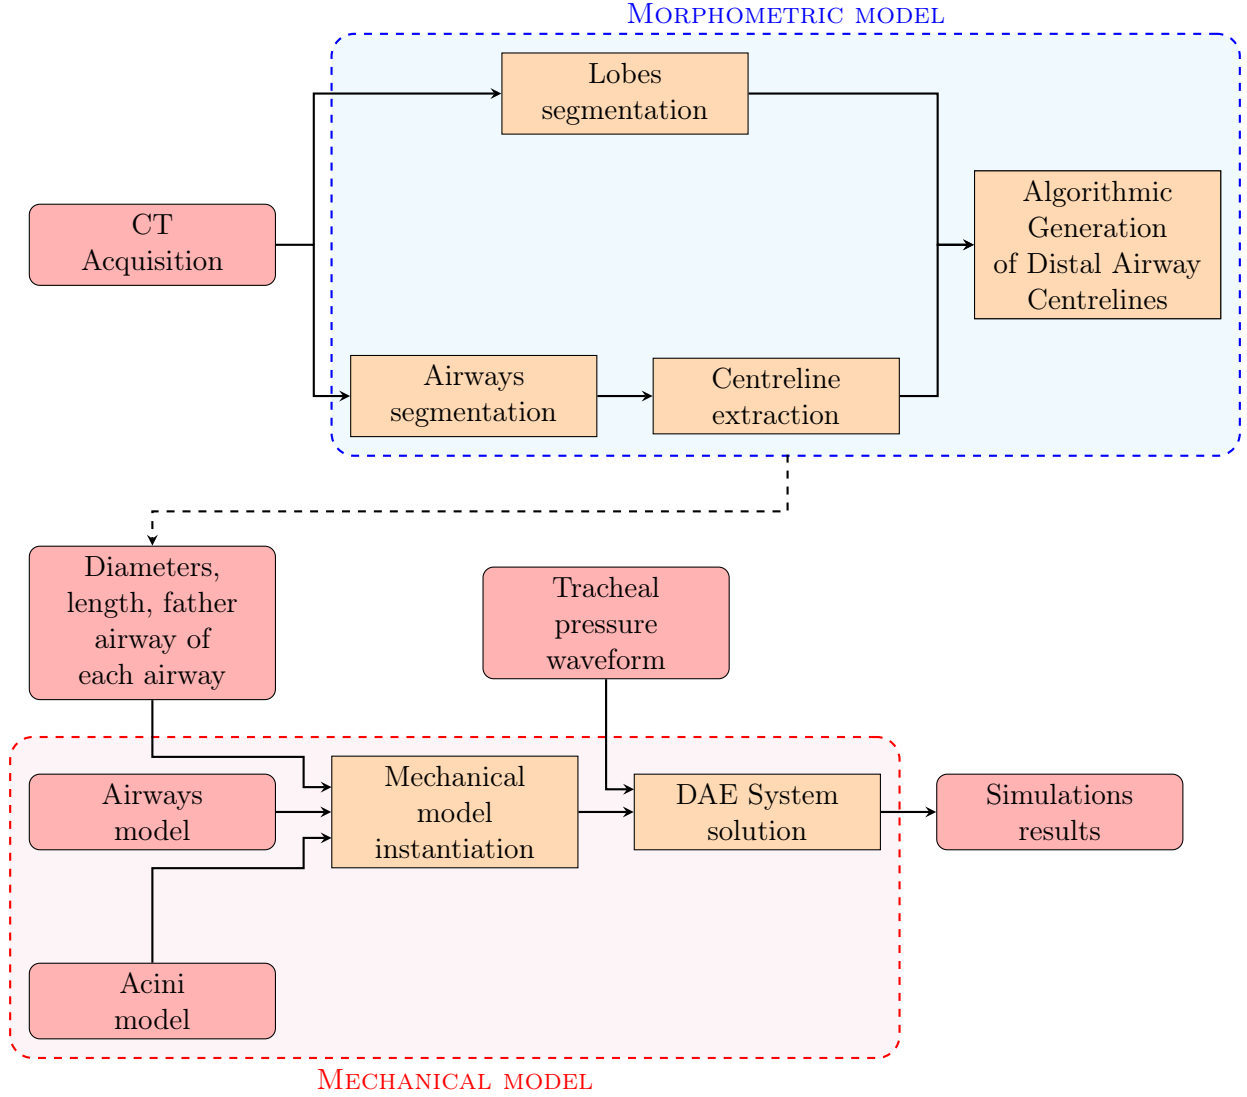 MORPHOMETRIC MODEL
Lobes
segmentation
CT
Acquisition
Algorithmic
Generation
of Distal Airway
Centrelines
Airways
segmentation
Centreline
extraction
Diameters,
length, father
airway of
each airway
Tracheal
pressure
waveform
Airways
model
Mechanical
model
instantiation
DAE System
solution
Simulations
results
Acini
model
MECHANICAL MODEL